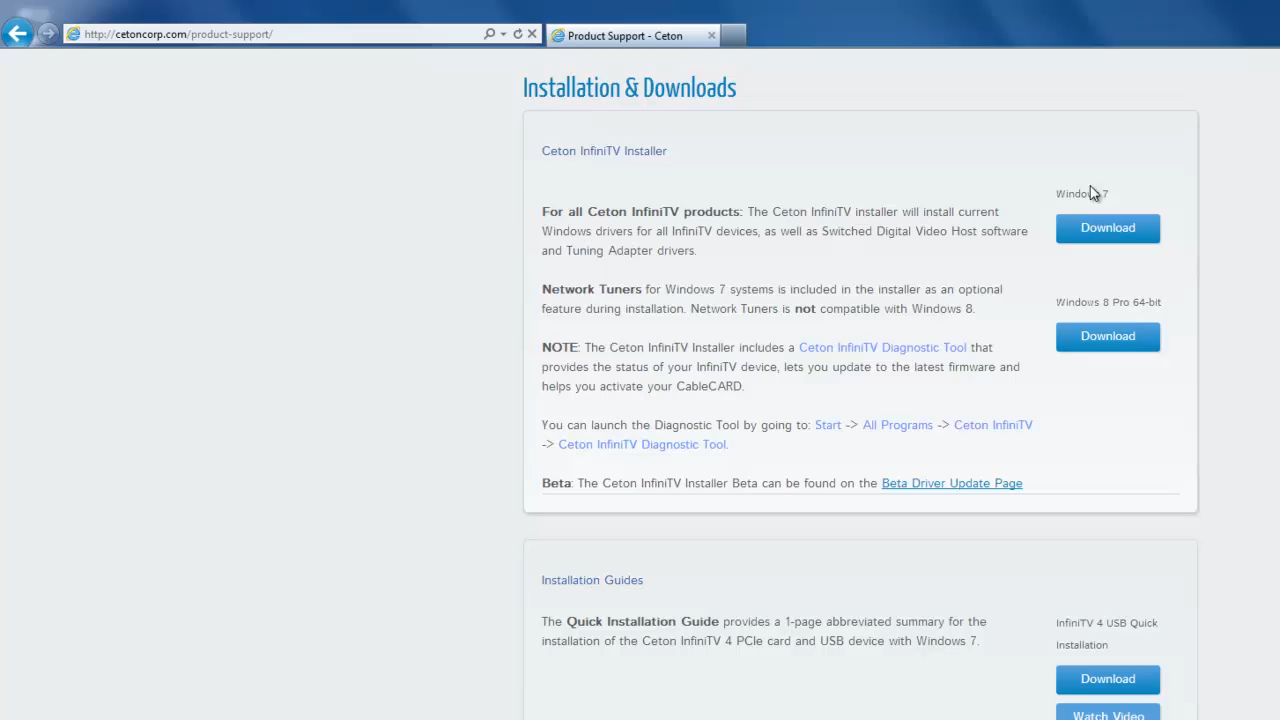 http://cetoncorp.com/product-support/
Product Support - Ceton
Installation & Downloads
Ceton InfiniTV Installer
Windows 7
For all Ceton InfiniTV products: The Ceton InfiniTV installer will install current
Download
Windows drivers for all InfiniTV devices, as well as Switched Digital Video Host software
and Tuning Adapter drivers.
Network Tuners for Windows 7 systems is included in the installer as an optional
Windows 8 Pro 64-bit
feature during installation. Network Tuners is not compatible with Windows 8.
Download
NOTE: The Ceton InfiniTV Installer includes a Ceton InfiniTV Diagnostic Tool that
provides the status of your InfiniTV device, lets you update to the latest firmware and
helps you activate your CableCARD.
You can launch the Diagnostic Tool by going to: Start -> All Programs -> Ceton InfiniTV
-> Ceton InfiniTV Diagnostic Tool.
Beta: The Ceton InfiniTV Installer Beta can be found on the Beta Driver Update Page
Installation Guides
The Quick Installation Guide provides a 1-page abbreviated summary for the
installation of the Ceton InfiniTV 4 PCIe card and USB device with Windows 7.
InfiniTV 4 USB Quick
Installation
Download
Watch Video